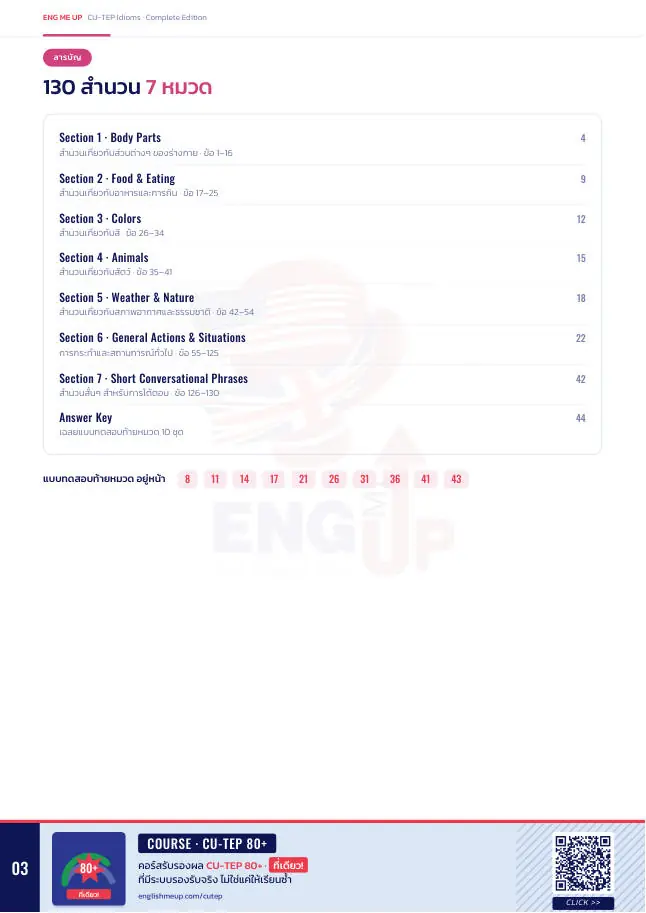 ENG ME UP CU-TEP Idioms · Complete Edition
สารบัญ
130 สำนวน 7 หมวด
Section 1 · Body Parts 4
สำนวนเกี่ยวกับส่วนต่างๆ ของร่างกาย · ข้อ 1–16
Section 2 · Food & Eating 9
สำนวนเกี่ยวกับอาหารและการกิน · ข้อ 17–25
Section 3 · Colors 12
สำนวนเกี่ยวกับสี · ข้อ 26–34
Section 4 · Animals 15
สำนวนเกี่ยวกับสัตว์ · ข้อ 35–41
Section 5 · Weather & Nature 18
สำนวนเกี่ยวกับสภาพอากาศและธรรมชาติ · ข้อ 42–54
Section 6 · General Actions & Situations 22
การกระทำและสถานการณ์ทั่วไป · ข้อ 55–125
Section 7 · Short Conversational Phrases 42
สำนวนสั้นๆ สำหรับการโต้ตอบ · ข้อ 126–130
Answer Key 44
เฉลยแบบทดสอบท้ายหมวด 10 ชุด
แบบทดสอบท้ายหมวด อยู่หน้า 8 11 14 17 21 26 31 36 41 43
ENG ME UP
03
80+
ที่เดียว!
COURSE · CU-TEP 80+
คอร์สรับรองผล CU-TEP 80+ · ที่เดียว!
ที่มีระบบรองรับจริง ไม่ใช่แค่ให้เรียนซ้ำ
englishmeup.com/cutep
CLICK >>